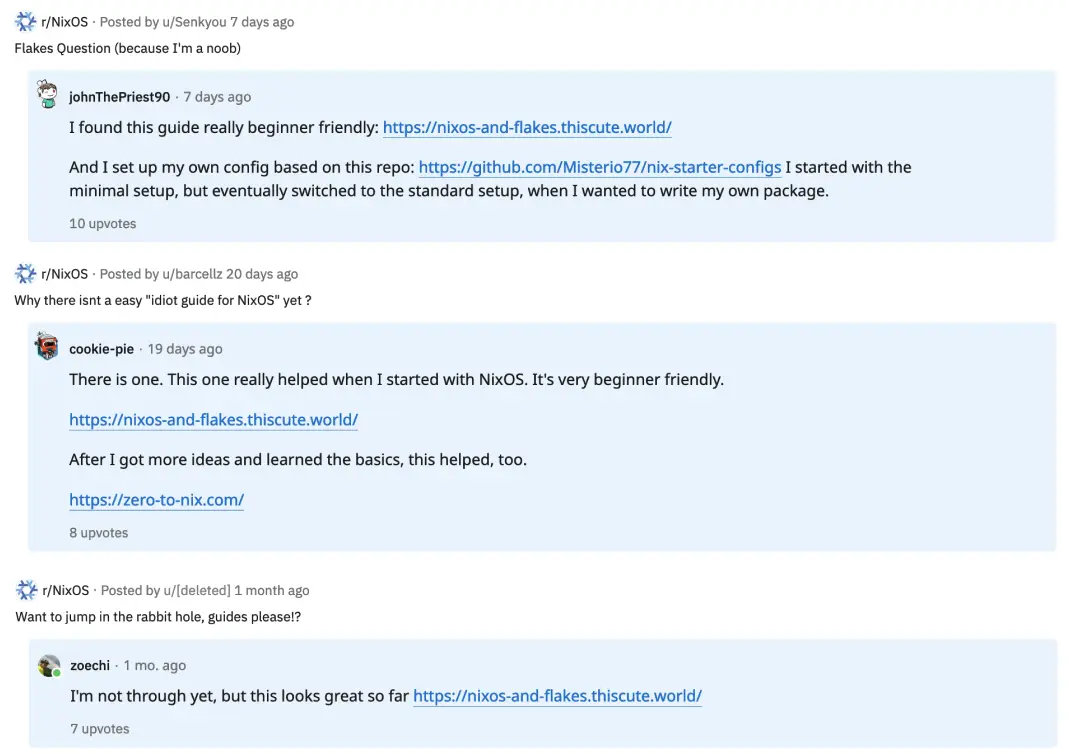 r/NixOS · Posted by u/Senkyou 7 days ago
Flakes Question (because I'm a noob)
johnThePriest90 · 7 days ago
I found this guide really beginner friendly: https://nixos-and-flakes.thiscute.world/
And I set up my own config based on this repo: https://github.com/Misterio77/nix-starter-configs I started with the
minimal setup, but eventually switched to the standard setup, when I wanted to write my own package.
10 upvotes
r/NixOS · Posted by u/barcellz 20 days ago
Why there isnt a easy "idiot guide for NixOS" yet ?
cookie-pie · 19 days ago
There is one. This one really helped when I started with NixOS. It's very beginner friendly.
https://nixos-and-flakes.thiscute.world/
After I got more ideas and learned the basics, this helped, too.
https://zero-to-nix.com/
8 upvotes
r/NixOS · Posted by u/[deleted] 1 month ago
Want to jump in the rabbit hole, guides please!?
zoechi · 1 mo. ago
I'm not through yet, but this looks great so far https://nixos-and-flakes.thiscute.world/
7 upvotes